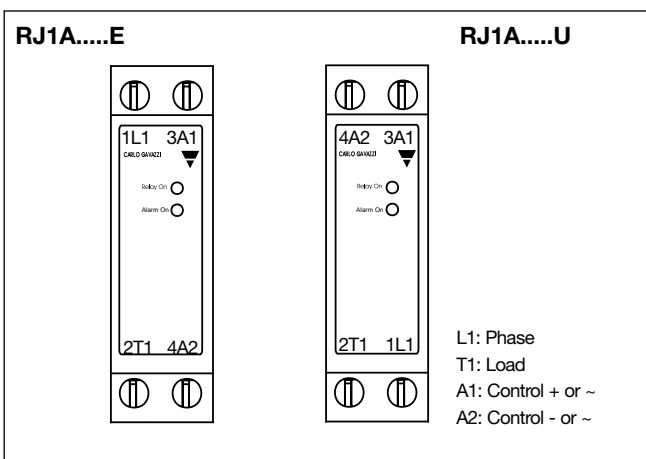 RJ1A.....E
RJ1A.....U
1L1 3A1
CARLO GAVAZZI
Relay On
Alarm On
2T1 4A2
4A2 3A1
CARLO GAVAZZI
Relay On
Alarm On
2T1 1L1
L1: Phase
T1: Load
A1: Control + or ~
A2: Control - or ~